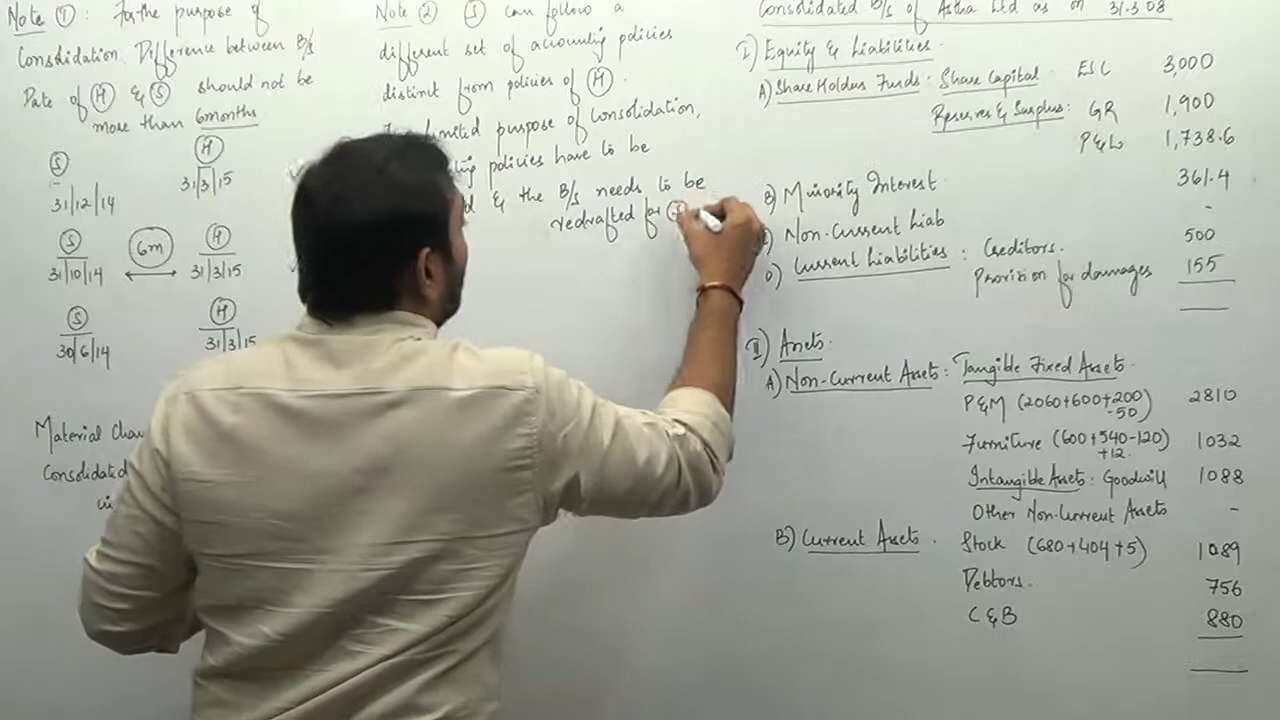 Note ① : For the purpose of
Consolidation Difference between B/s
Date of Ⓗ & Ⓢ should not be
more than 6months
Ⓢ Ⓗ
31/12/14 31/3/15
Ⓢ 6m Ⓗ
31/10/14 31/3/15
Ⓢ Ⓗ
30/6/14 31/3/15
Material
Consolidated
Note ② Ⓢ can follow a
different set of accounting policies
distinct from policies of Ⓗ.
limited purpose of consolidation,
policies have to be
& the B/s needs to be
redrafted for
Consolidated B/s of Astha Ltd as on 31.3.08
I) Equity & Liabilities.
A) Share Holders Funds : Share Capital ESC 3,000
Reserves & Surplus : GR 1,900
P&L 1,738.6
B) Minority Interest 361.4
Non-Current Liab -
D) Current Liabilities : Creditors. 500
Provision for damages 155
II) Assets.
A) Non-Current Assets : Tangible Fixed Assets.
P&M (2060+600+200 2810
-50)
Furniture (600+540-120) 1032
+12.
Intangible Assets : Goodwill 1088
Other Non-Current Assets -
B) Current Assets. Stock (680+404+5) 1089
Debtors. 756
C&B 880